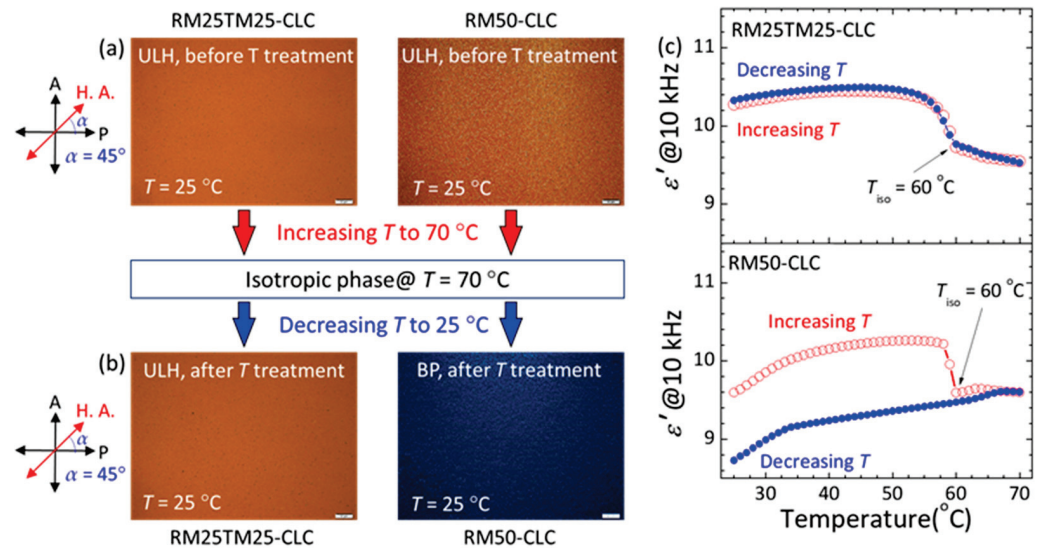 RM25TM25-CLC
RM50-CLC
(a)
ULH, before T treatment
ULH, before T treatment
A
H. A.
α
P
α = 45°
T = 25 °C
T = 25 °C
Increasing T to 70 °C
Isotropic phase@ T = 70 °C
Decreasing T to 25 °C
(b)
ULH, after T treatment
BP, after T treatment
A
H. A.
α
P
α = 45°
T = 25 °C
T = 25 °C
RM25TM25-CLC
RM50-CLC
(c)
RM25TM25-CLC
11
10
9
ε′@10 kHz
Decreasing T
Increasing T
Tiso = 60 °C
RM50-CLC
11
10
9
ε′@10 kHz
Tiso = 60 °C
Increasing T
Decreasing T
30 40 50 60 70
Temperature(°C)